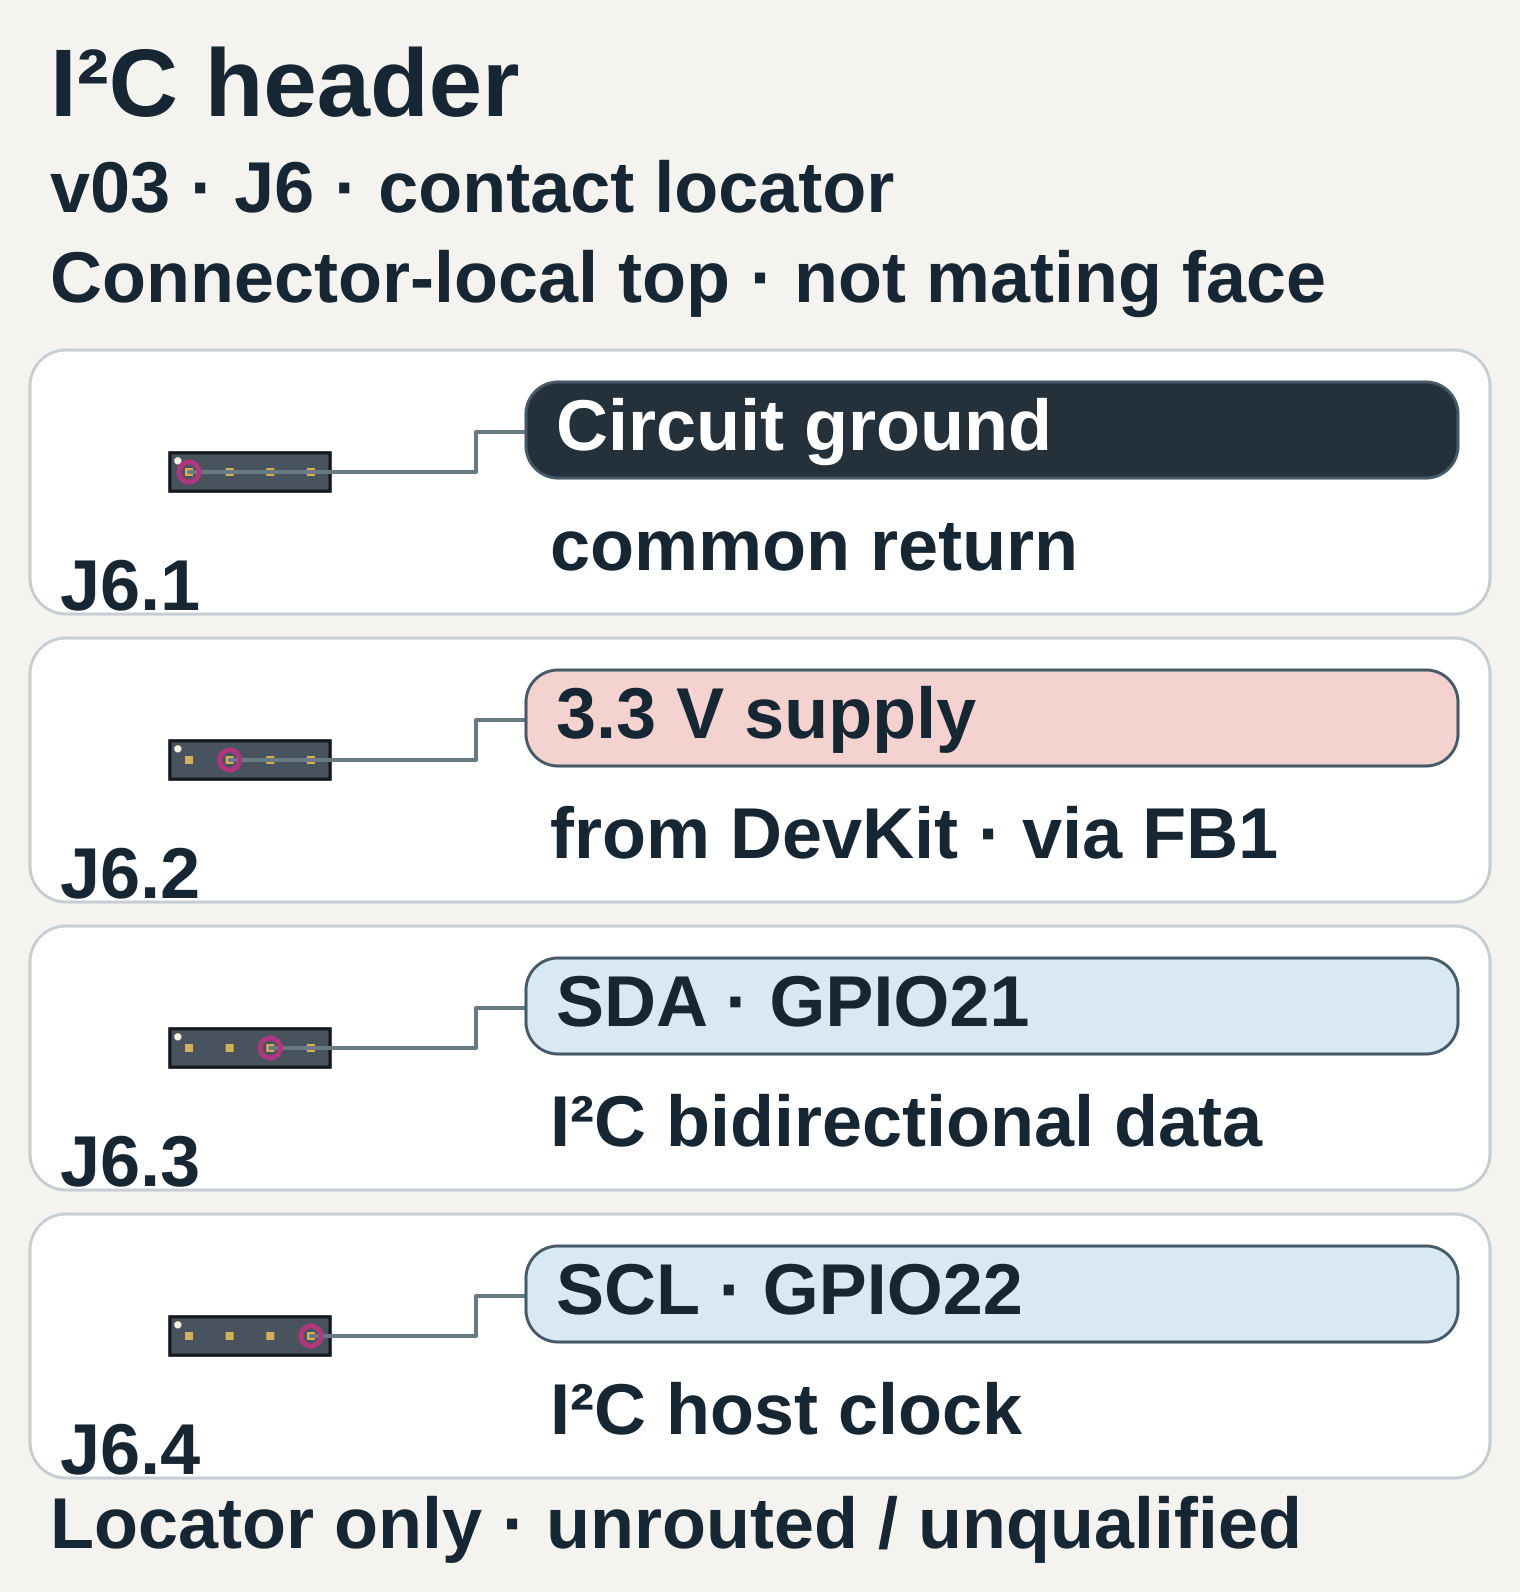 I²C header
v03 · J6 · contact locator
Connector-local top · not mating face
Circuit ground
common return
J6.1
3.3 V supply
from DevKit · via FB1
J6.2
SDA · GPIO21
I²C bidirectional data
J6.3
SCL · GPIO22
I²C host clock
J6.4
Locator only · unrouted / unqualified